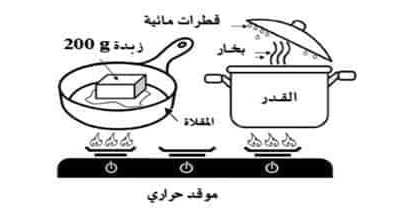 قطرات مائية
زبدة 200 g
بخار
القدر
المقلاة
موقد حراري